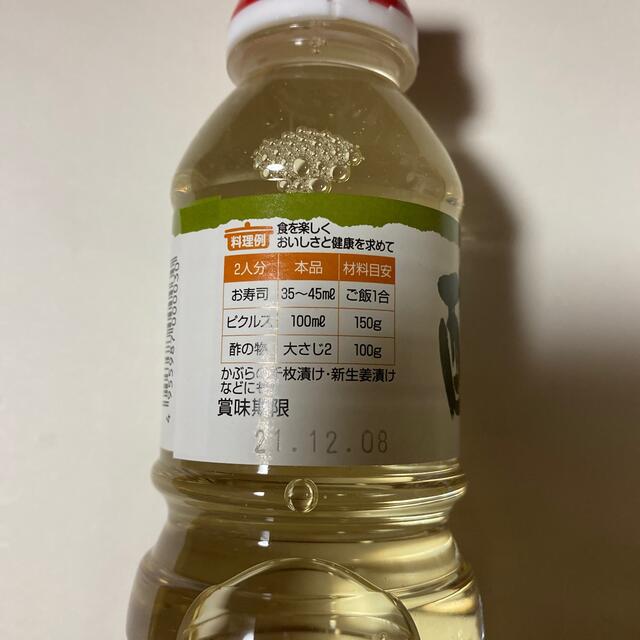 料理例
食を楽しく
おいしさと健康を求めて
2人分 本品 材料目安
お寿司 35~45mℓ ご飯1合
ピクルス 100mℓ 150g
酢の物 大さじ2 100g
かぶらの千枚漬け・新生姜漬け
などにも
賞味期限
21.12.08